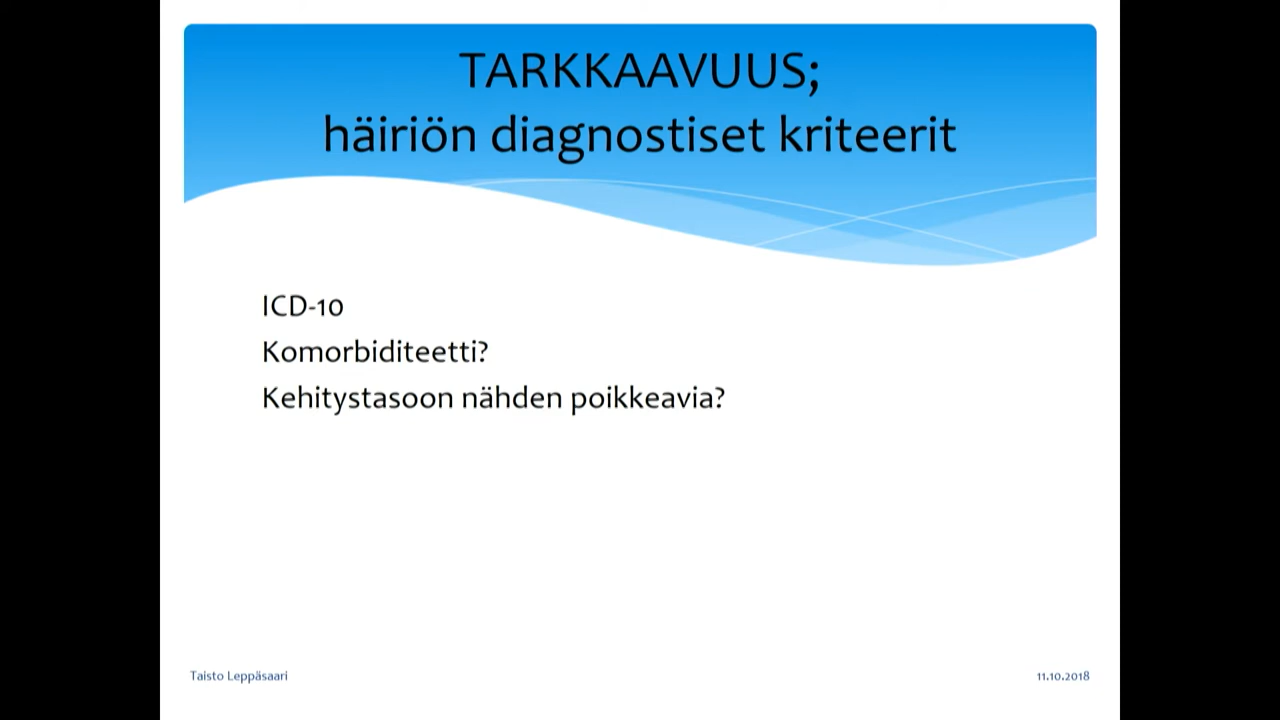 TARKKAAVUUS;
häiriön diagnostiset kriteerit
ICD-10
Komorbiditeetti?
Kehitystasoon nähden poikkeavia?
Taisto Leppäsaari
11.10.2018